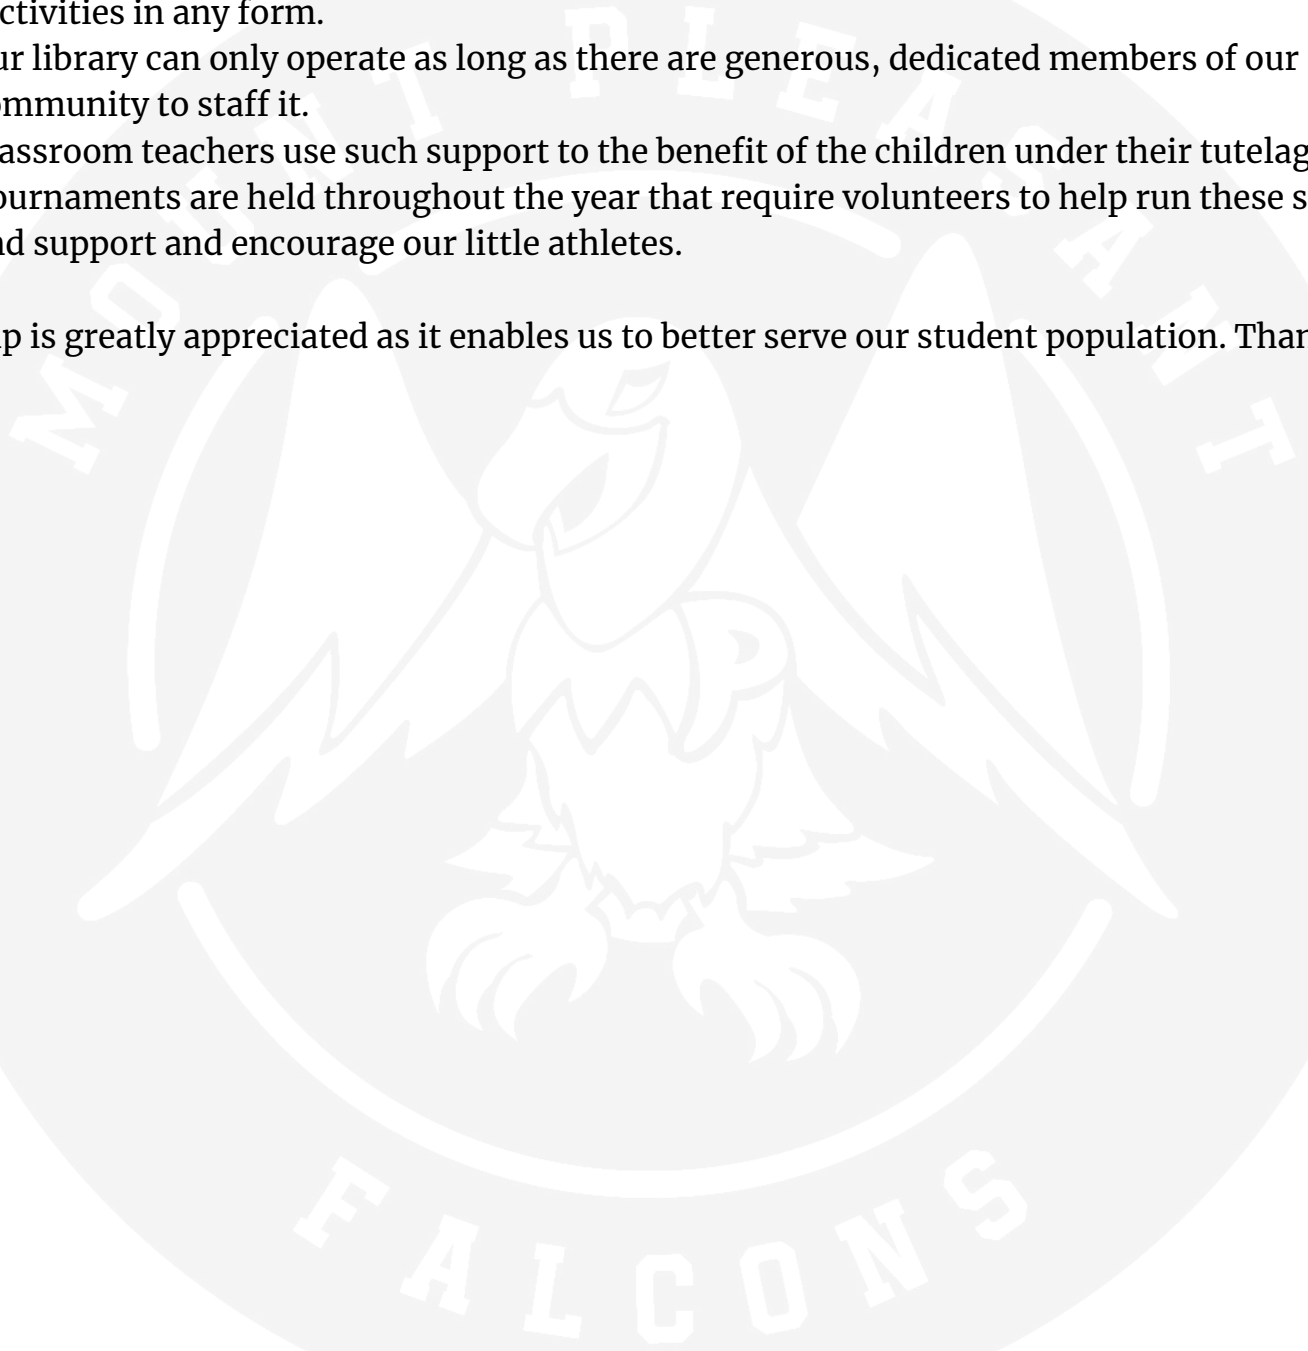 ctivities in any form.
ur library can only operate as long as there are generous, dedicated members of our
ommunity to staff it.
assroom teachers use such support to the benefit of the children under their tutelag
ournaments are held throughout the year that require volunteers to help run these s
nd support and encourage our little athletes.
p is greatly appreciated as it enables us to better serve our student population. Than
MOUNT PLEASANT
P
FALCONS